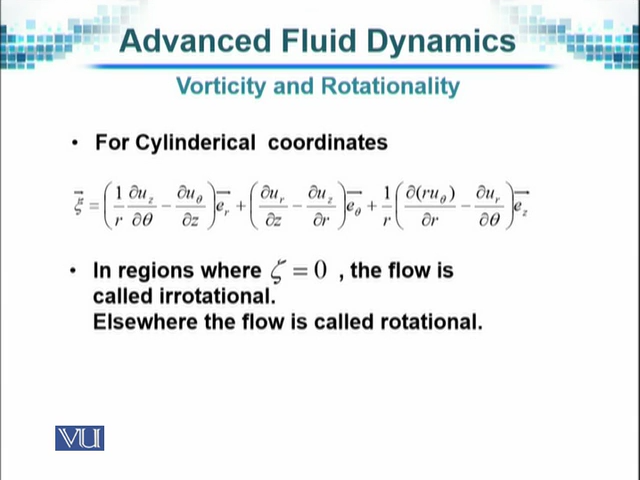 Advanced Fluid Dynamics
Vorticity and Rotationality
• For Cylinderical coordinates
ξ⃗ = (1/r ∂u_z/∂θ − ∂u_θ/∂z) e⃗_r + (∂u_r/∂z − ∂u_z/∂r) e⃗_θ + 1/r (∂(ru_θ)/∂r − ∂u_r/∂θ) e⃗_z
• In regions where ζ = 0 , the flow is
called irrotational.
Elsewhere the flow is called rotational.
VU